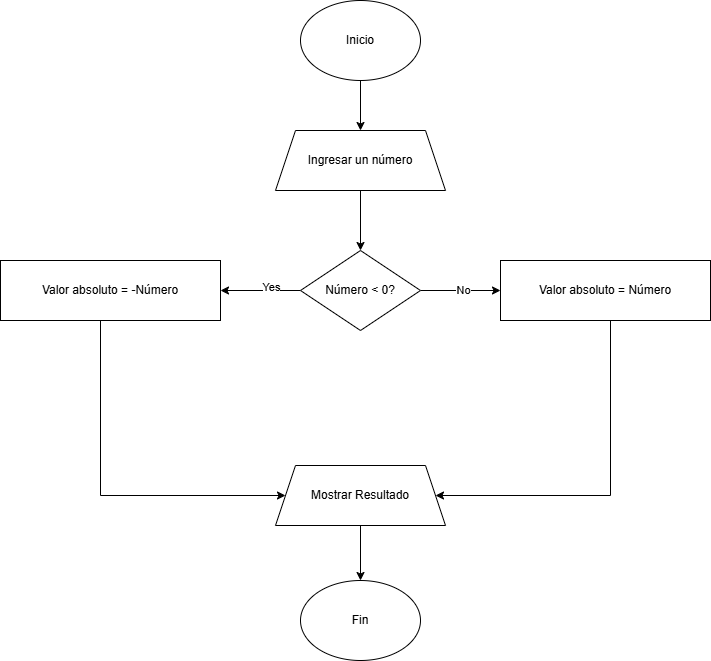 Inicio
Ingresar un número
Valor absoluto = -Número
Yes
Número < 0?
No
Valor absoluto = Número
Mostrar Resultado
Fin